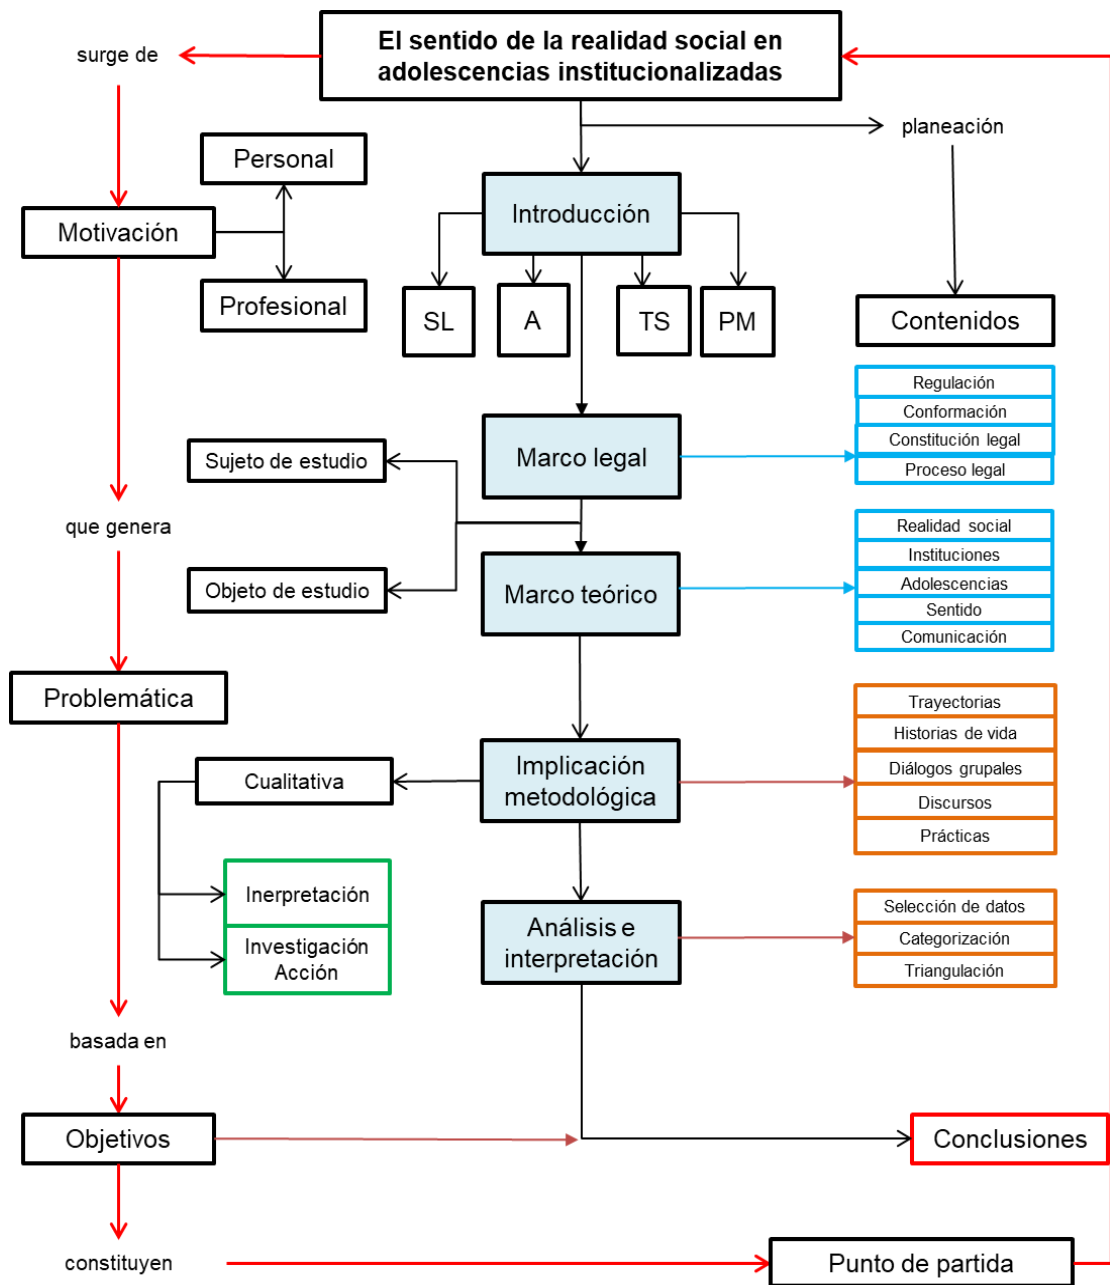 El sentido de la realidad social en
adolescencias institucionalizadas
surge de
planeación
Personal
Motivación
Profesional
Introducción
SL
A
TS
PM
Contenidos
Regulación
Conformación
Constitución legal
Proceso legal
Marco legal
Sujeto de estudio
que genera
Objeto de estudio
Marco teórico
Realidad social
Instituciones
Adolescencias
Sentido
Comunicación
Problemática
Trayectorias
Historias de vida
Diálogos grupales
Discursos
Prácticas
Implicación
metodológica
Cualitativa
Inerpretación
Investigación
Acción
Análisis e
interpretación
Selección de datos
Categorización
Triangulación
basada en
Objetivos
Conclusiones
constituyen
Punto de partida